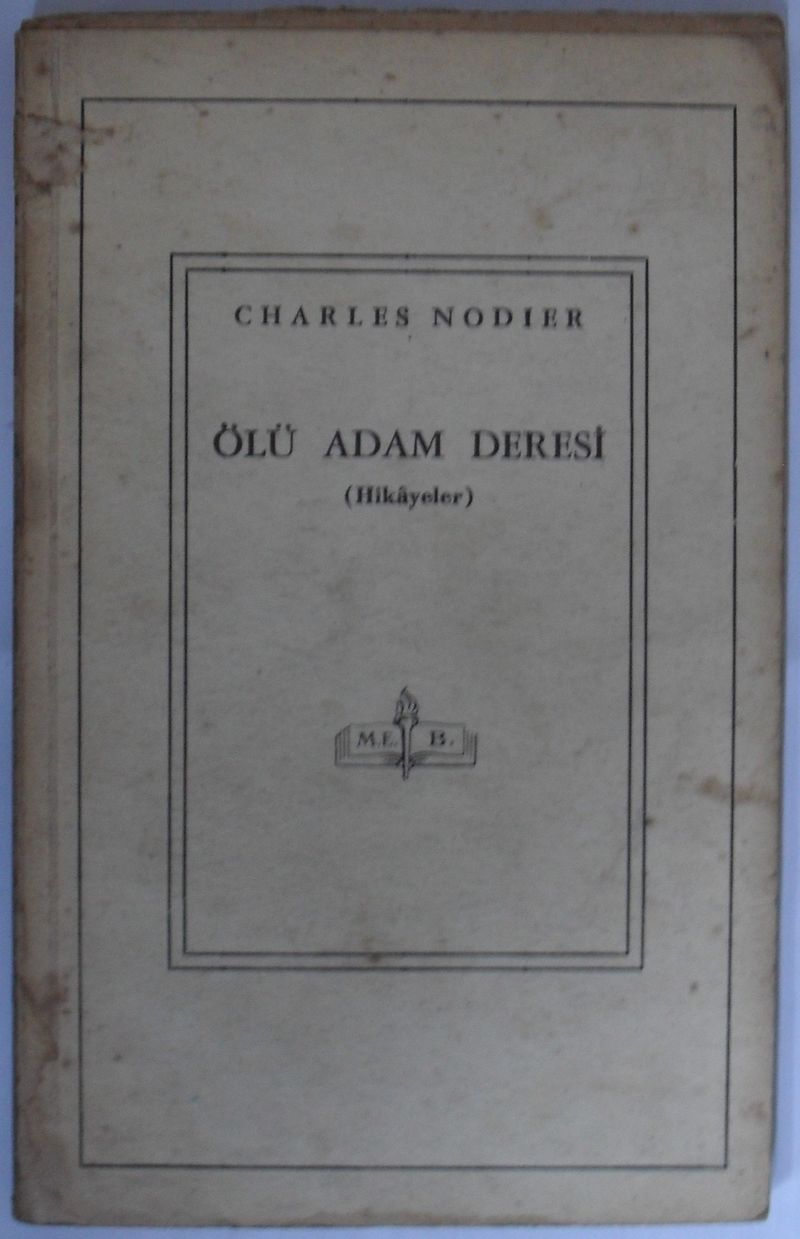 CHARLES NODIER
ÖLÜ ADAM DERESİ
(Hikâyeler)
M.E. B.